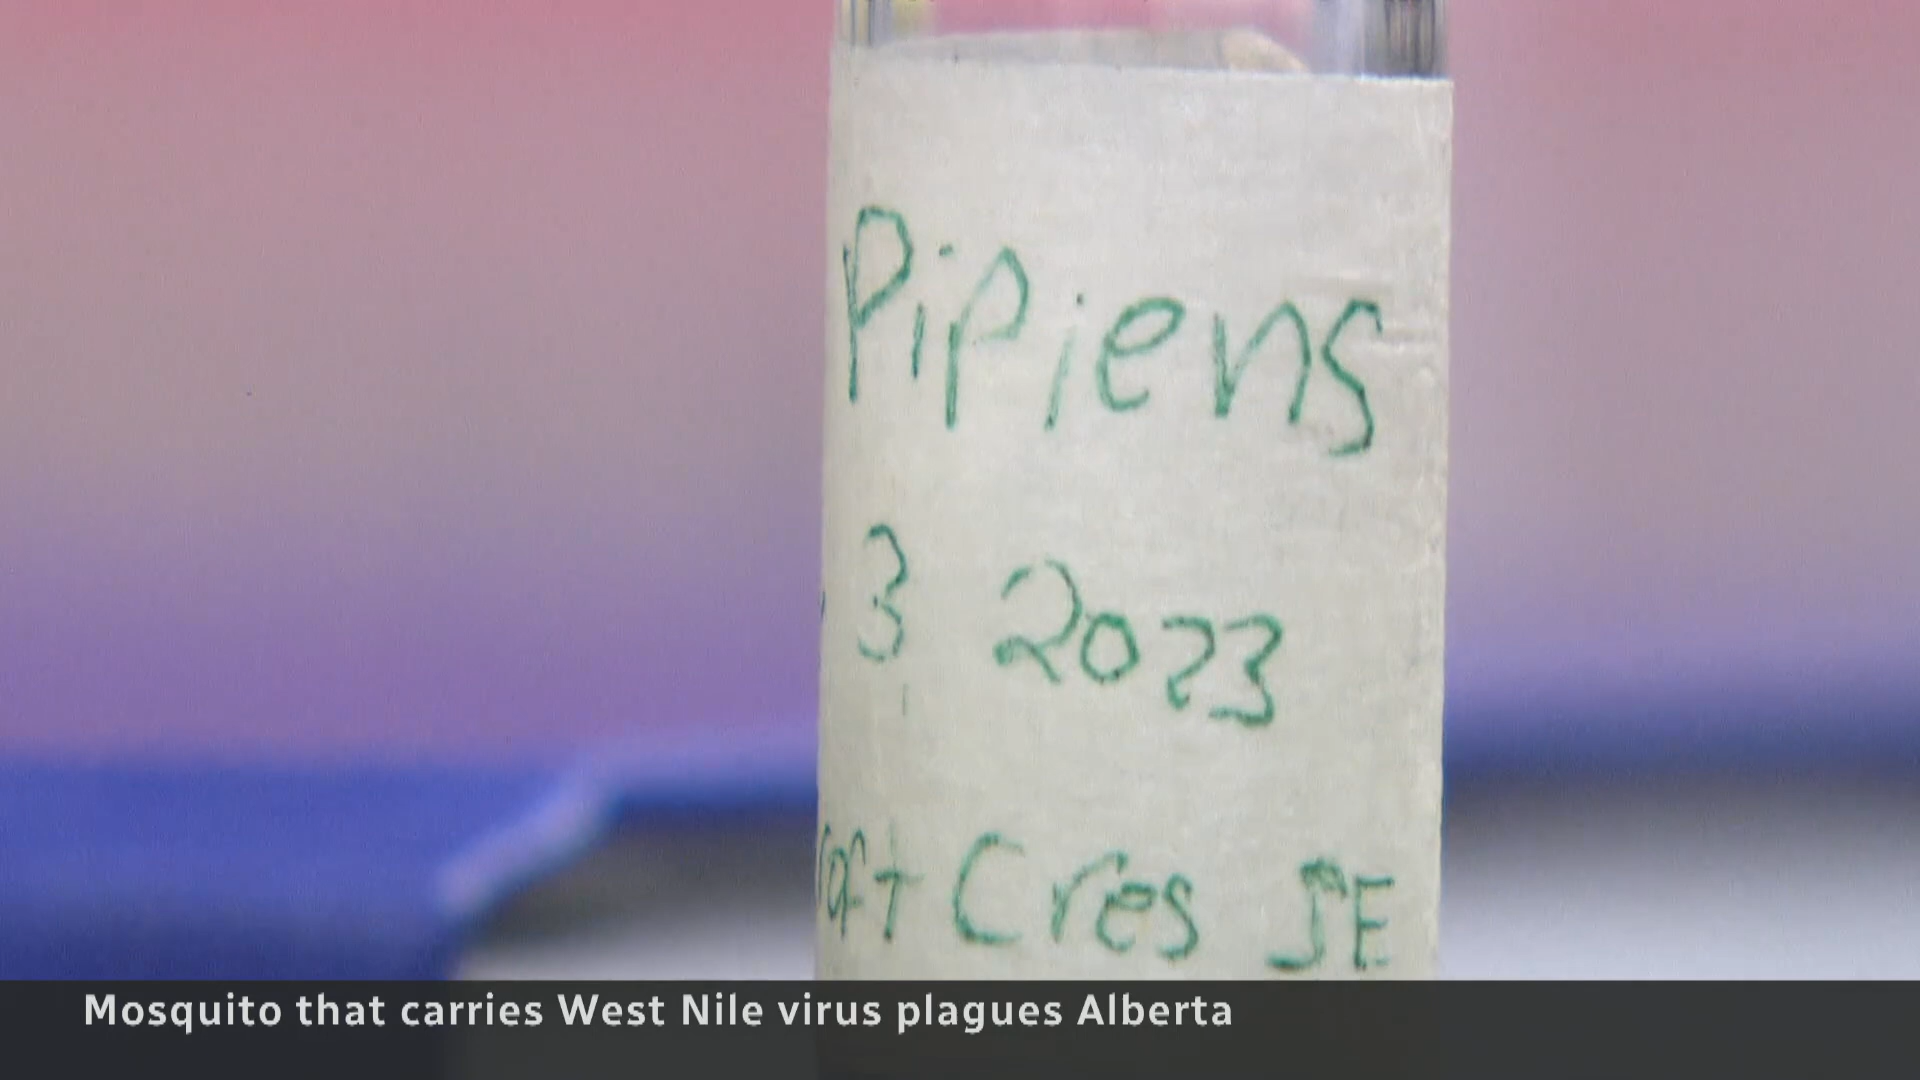 Pipiens
3 2023
Cres SE
Mosquito that carries West Nile virus plagues Alberta